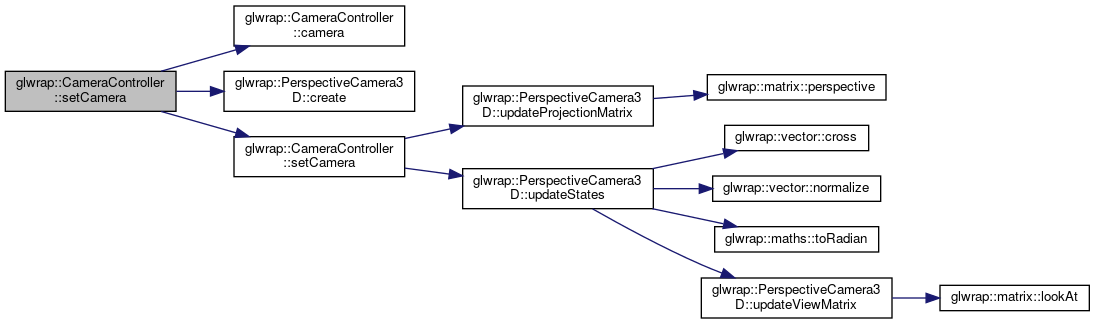 glwrap::CameraController
::setCamera
glwrap::CameraController
::camera
glwrap::PerspectiveCamera3
D::create
glwrap::CameraController
::setCamera
glwrap::PerspectiveCamera3
D::updateProjectionMatrix
glwrap::matrix::perspective
glwrap::PerspectiveCamera3
D::updateStates
glwrap::vector::cross
glwrap::vector::normalize
glwrap::maths::toRadian
glwrap::PerspectiveCamera3
D::updateViewMatrix
glwrap::matrix::lookAt